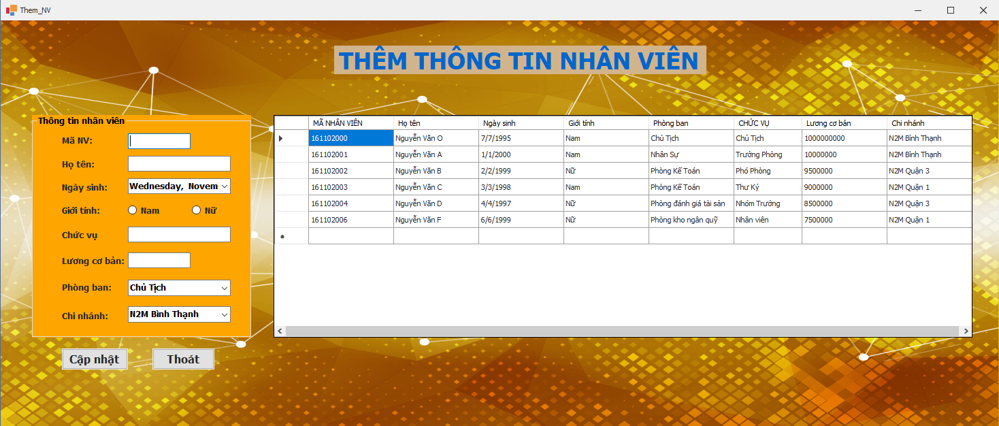 Them_NV
THÊM THÔNG TIN NHÂN VIÊN
Thông tin nhân viên
Mã NV:
Họ tên:
Ngày sinh: Wednesday, Novem
Giới tính: Nam Nữ
Chức vụ
Lương cơ bản:
Phòng ban: Chủ Tịch
Chi nhánh: N2M Bình Thạnh
Cập nhật Thoát
MÃ NHÂN VIÊN Họ tên Ngày sinh Giới tính Phòng ban CHỨC VỤ Lương cơ bản Chi nhánh
161102000 Nguyễn Văn O 7/7/1995 Nam Chủ Tịch Chủ Tịch 1000000000 N2M Bình Thạnh
161102001 Nguyễn Văn A 1/1/2000 Nam Nhân Sự Trưởng Phòng 10000000 N2M Bình Thạnh
161102002 Nguyễn Văn B 2/2/1999 Nữ Phòng Kế Toán Phó Phòng 9500000 N2M Quận 3
161102003 Nguyễn Văn C 3/3/1998 Nam Phòng Kế Toán Thư Ký 9000000 N2M Quận 1
161102004 Nguyễn Văn D 4/4/1997 Nữ Phòng đánh giá tài sản Nhóm Trưởng 8500000 N2M Quận 3
161102006 Nguyễn Văn F 6/6/1999 Nữ Phòng kho ngân quỹ Nhân viên 7500000 N2M Quận 1